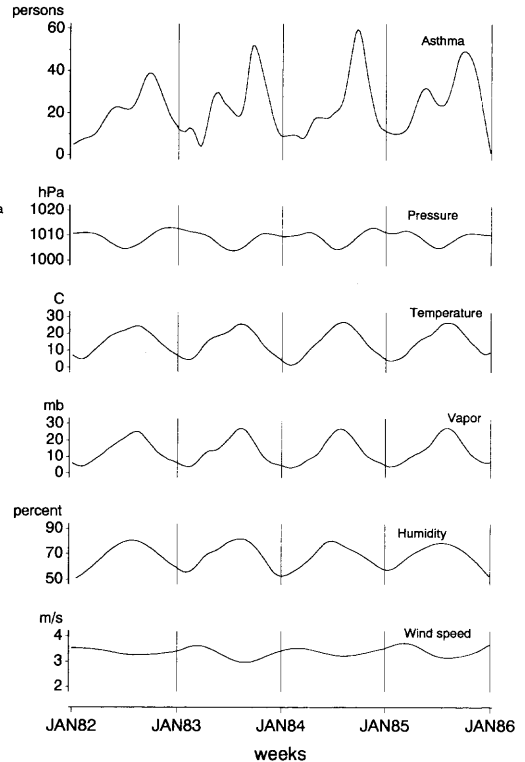 persons
60
Asthma
40
20
0
hPa
a
1020
Pressure
1010
1000
C
Temperature
30
20
10
0
mb
Vapor
30
20
10
0
percent
90
Humidity
70
50
m/s
4
Wind speed
3
2
JAN82 JAN83 JAN84 JAN85 JAN86
weeks